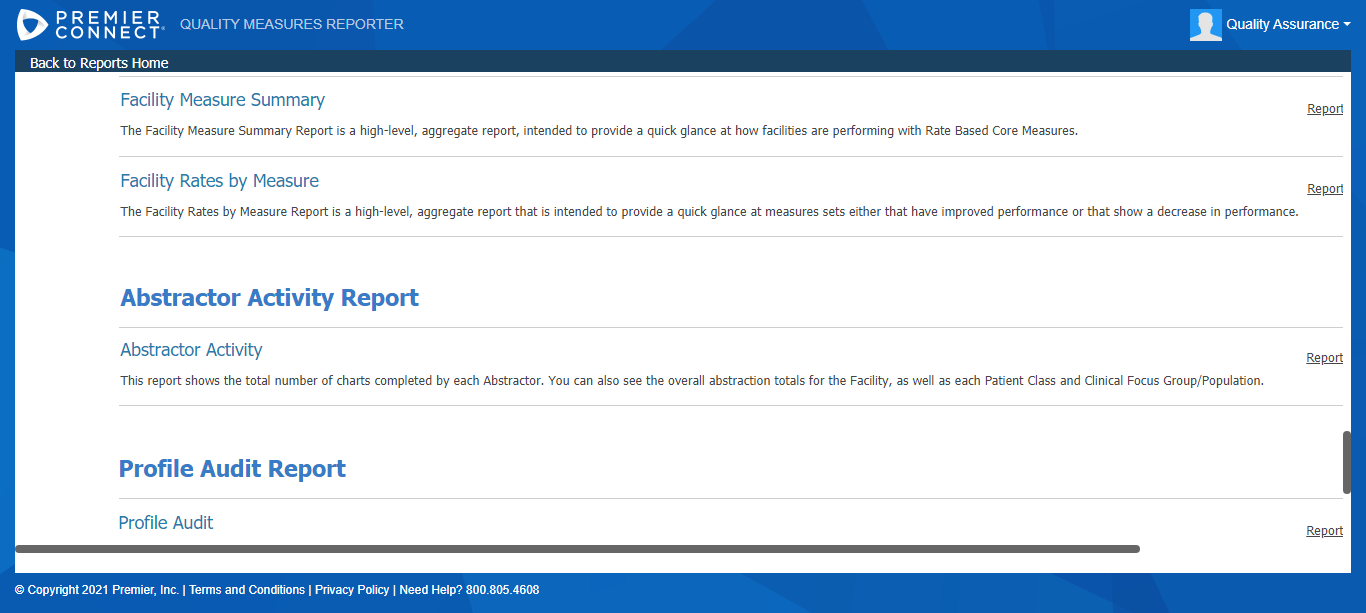 PREMIER
CONNECT®
QUALITY MEASURES REPORTER
Quality Assurance
Back to Reports Home
Facility Measure Summary
Report
The Facility Measure Summary Report is a high-level, aggregate report, intended to provide a quick glance at how facilities are performing with Rate Based Core Measures.
Facility Rates by Measure
Report
The Facility Rates by Measure Report is a high-level, aggregate report that is intended to provide a quick glance at measures sets either that have improved performance or that show a decrease in performance.
Abstractor Activity Report
Abstractor Activity
Report
This report shows the total number of charts completed by each Abstractor. You can also see the overall abstraction totals for the Facility, as well as each Patient Class and Clinical Focus Group/Population.
Profile Audit Report
Profile Audit
Report
© Copyright 2021 Premier, Inc. | Terms and Conditions | Privacy Policy | Need Help? 800.805.4608